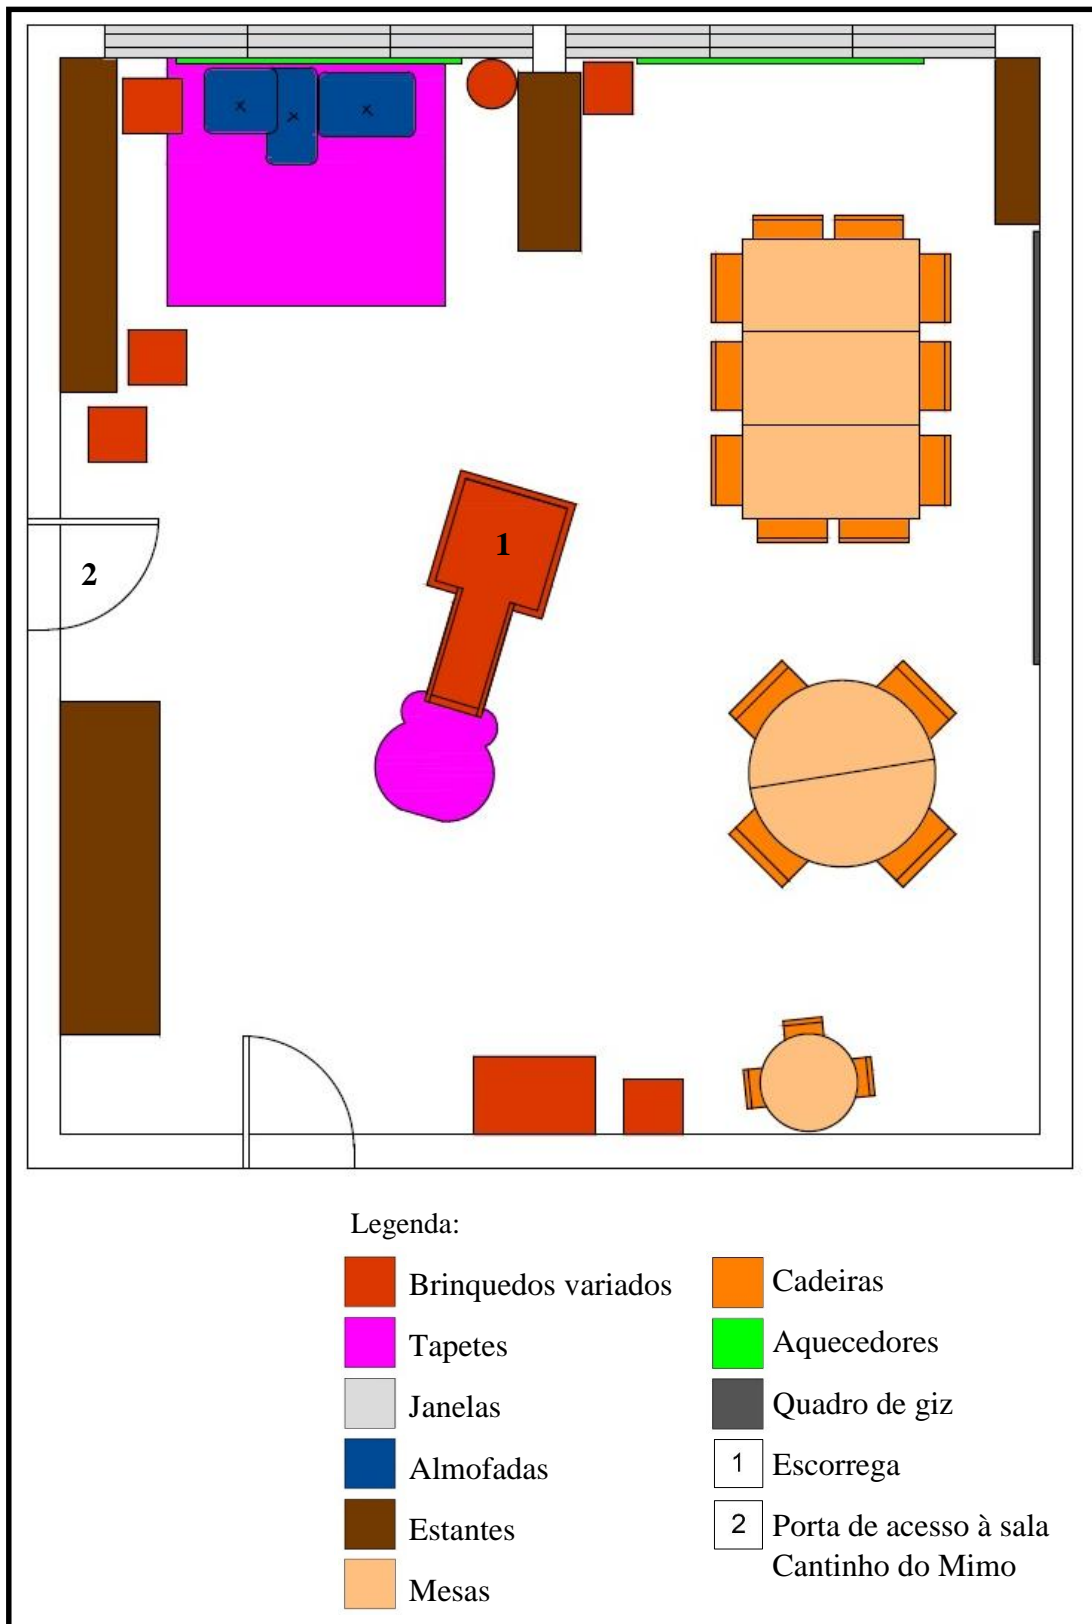 1
2
Legenda:
Brinquedos variados
Tapetes
Janelas
Almofadas
Estantes
Mesas
Cadeiras
Aquecedores
Quadro de giz
1 Escorrega
2 Porta de acesso à sala
Cantinho do Mimo